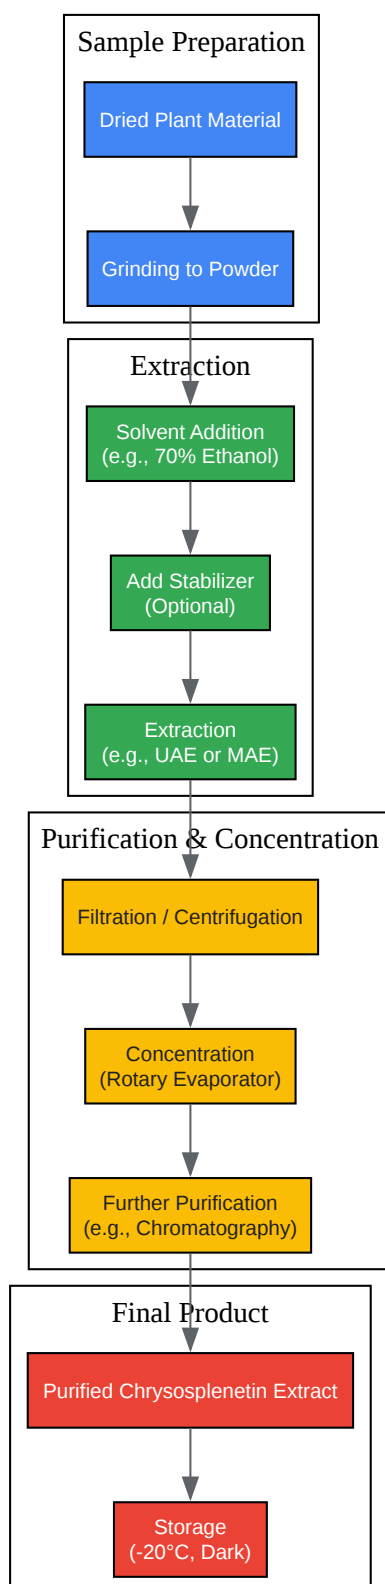 Sample Preparation
Dried Plant Material
Grinding to Powder
Extraction
Solvent Addition
(e.g., 70% Ethanol)
Add Stabilizer
(Optional)
Extraction
(e.g., UAE or MAE)
Purification & Concentration
Filtration / Centrifugation
Concentration
(Rotary Evaporator)
Further Purification
(e.g., Chromatography)
Final Product
Purified Chrysosplenetin Extract
Storage
(-20°C, Dark)